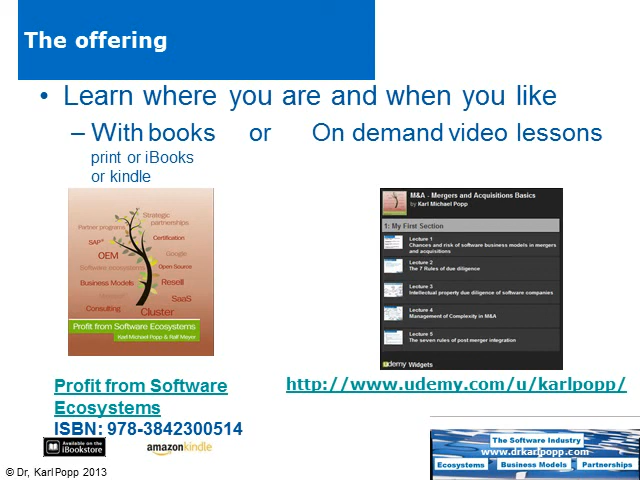 The offering
• Learn where you are and when you like
– With books or On demand video lessons
print or iBooks
or kindle
Strategic
partnerships
Partner programs
SAP
Certification
OEM
Google
Software ecosystems
Open Source
Business Models
Resell
Microsoft
SaaS
Consulting
Cluster
Profit from Software Ecosystems
Karl Michael Popp & Ralf Meyer
M&A - Mergers and Acquisitions Basics
by Karl Michael Popp
1: My First Section
Lecture 1
Chances and risk of software business models in mergers
and acquisitions
Lecture 2
The 7 Rules of due diligence
Lecture 3
Intellectual property due diligence of software companies
Lecture 4
Management of Complexity in M&A
Lecture 5
The seven rules of post merger integration
udemy Widgets
Profit from Software
Ecosystems
ISBN: 978-3842300514
http://www.udemy.com/u/karlpopp/
Available on the
iBookstore
amazonkindle
The Software Industry
www.drkarlpopp.com
Ecosystems Business Models Partnerships
© Dr, Karl Popp 2013